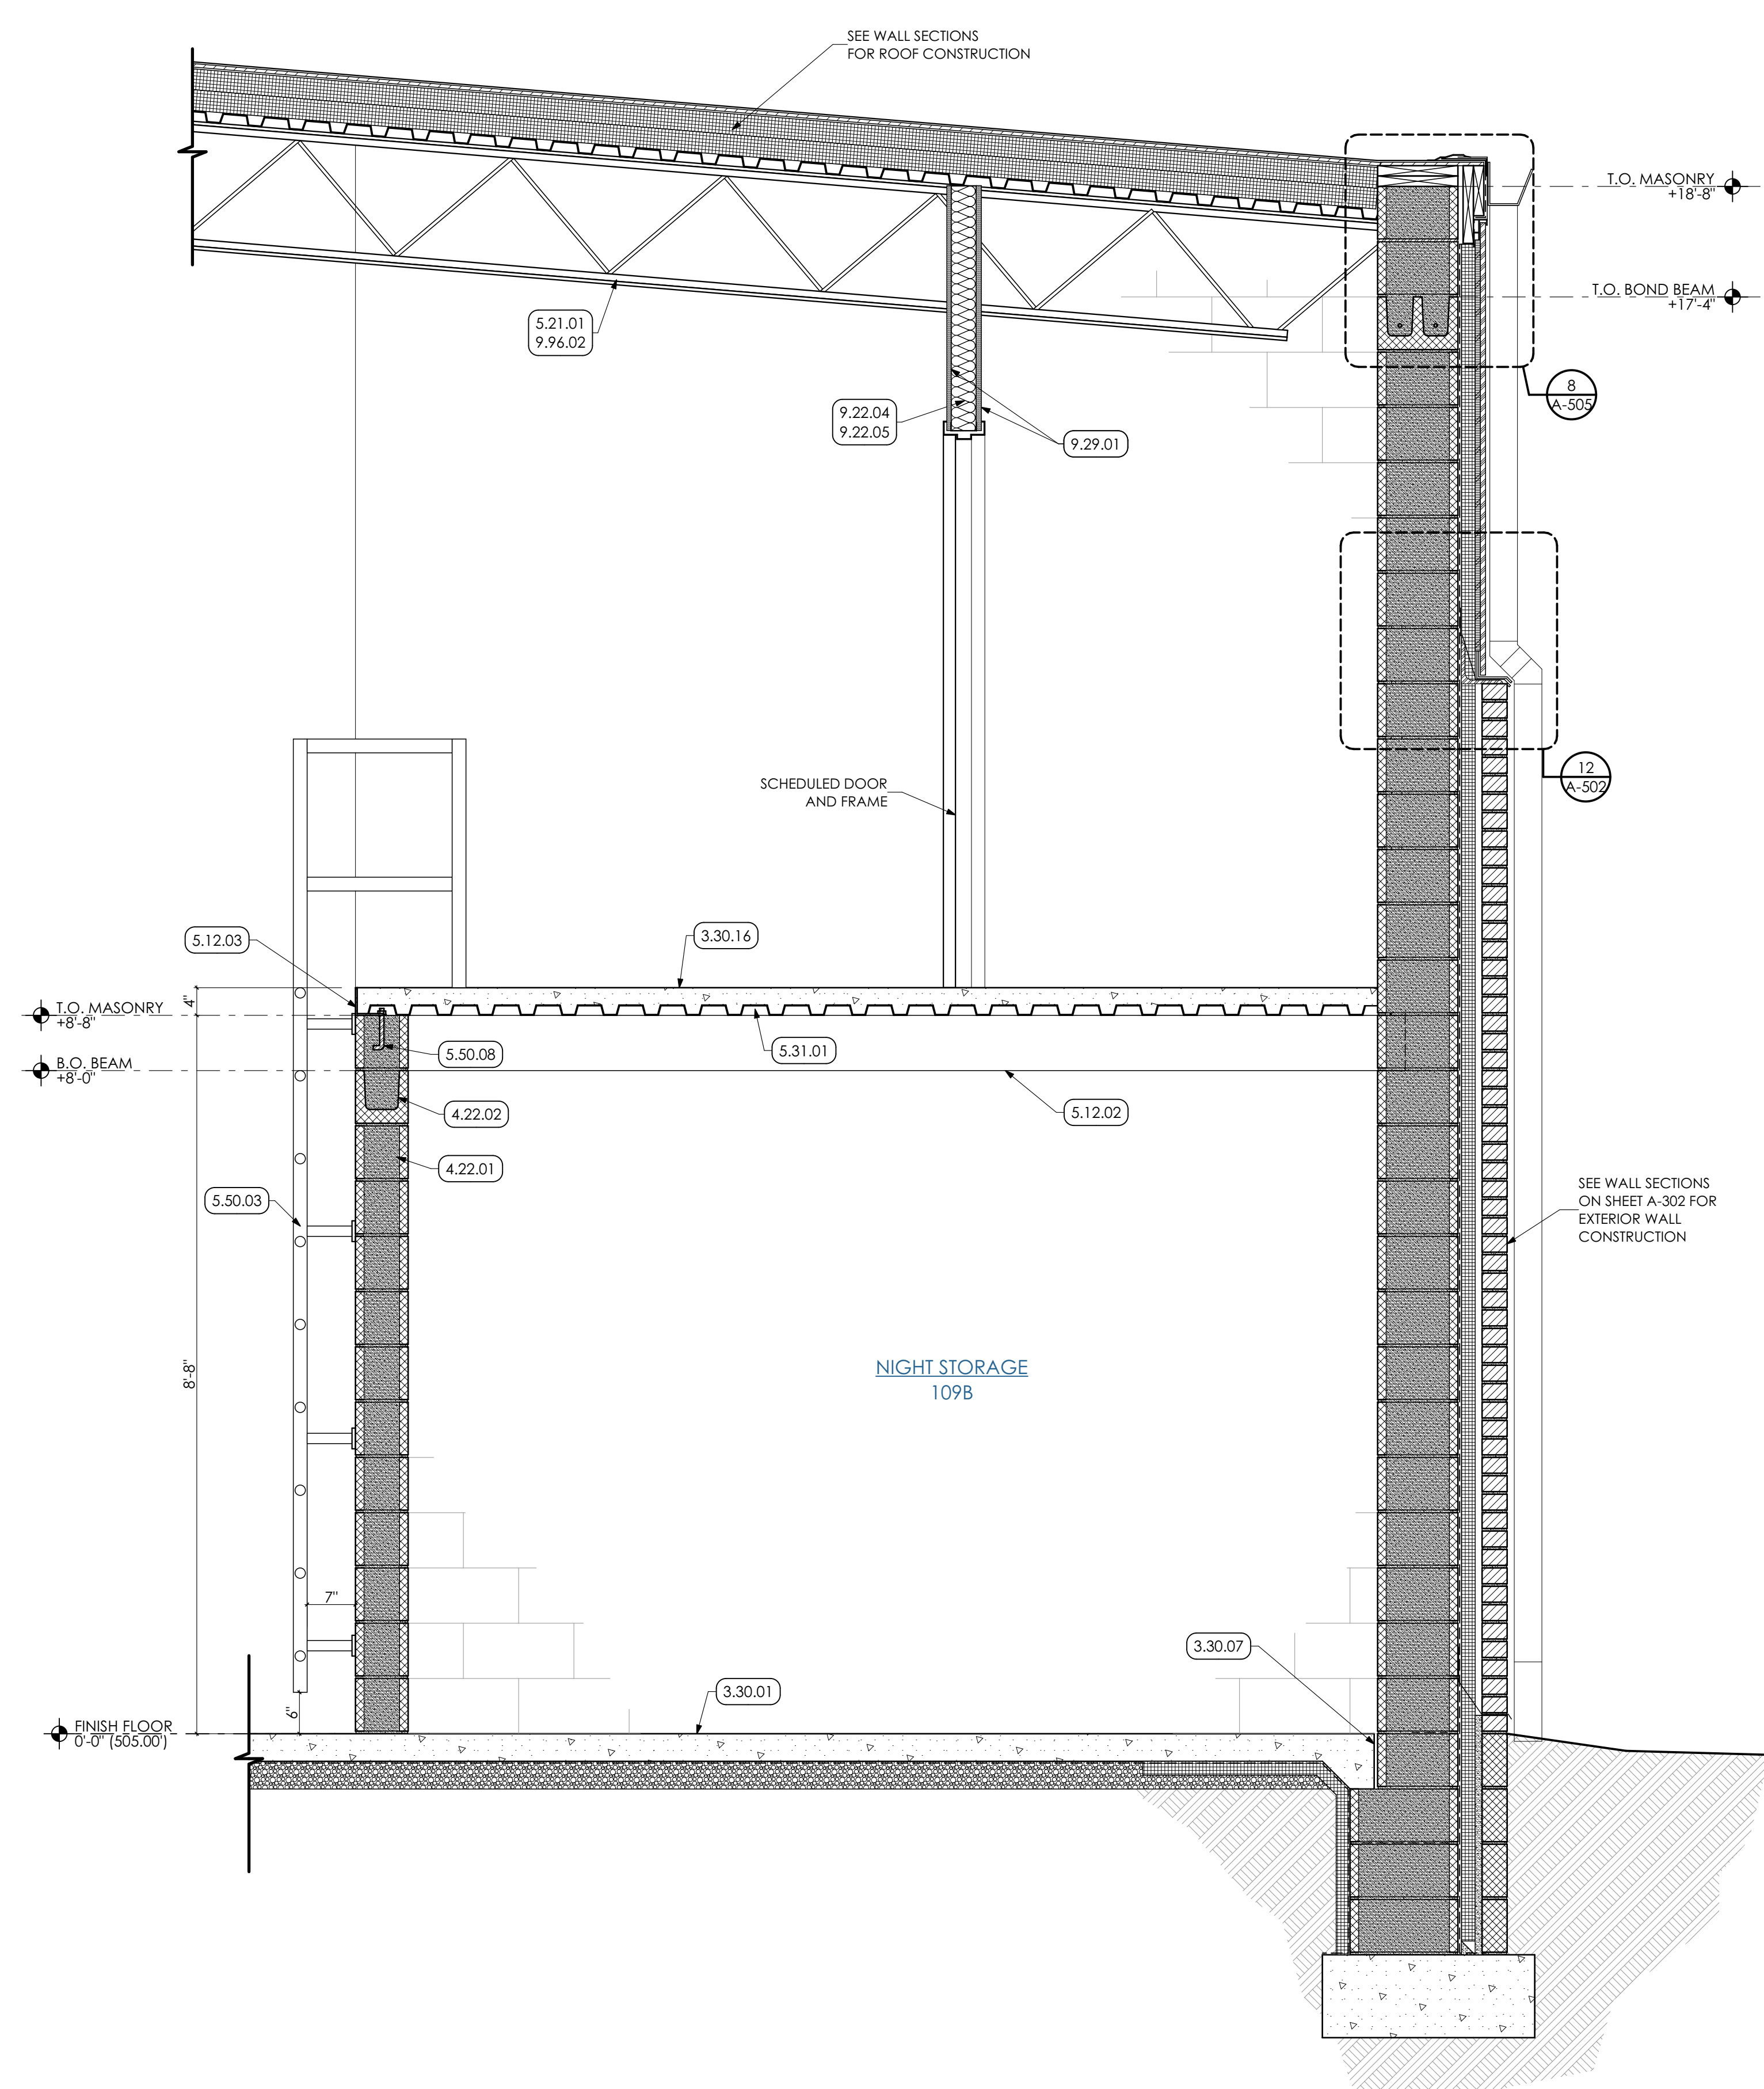 SEE WALL SECTIONS
FOR ROOF CONSTRUCTION
T.O. MASONRY
+18'-8"
T.O. BOND BEAM
+17'-4"
5.21.01
9.96.02
8
A-505
9.22.04
9.22.05
9.29.01
12
A-502
SCHEDULED DOOR
AND FRAME
5.12.03
3.30.16
4"
T.O. MASONRY
+8'-8"
5.50.08
5.31.01
B.O. BEAM
+8'-0"
4.22.02
5.12.02
4.22.01
5.50.03
SEE WALL SECTIONS
ON SHEET A-302 FOR
EXTERIOR WALL
CONSTRUCTION
8'-8"
NIGHT STORAGE
109B
7"
3.30.07
3.30.01
6"
FINISH FLOOR
0'-0" (505.00')